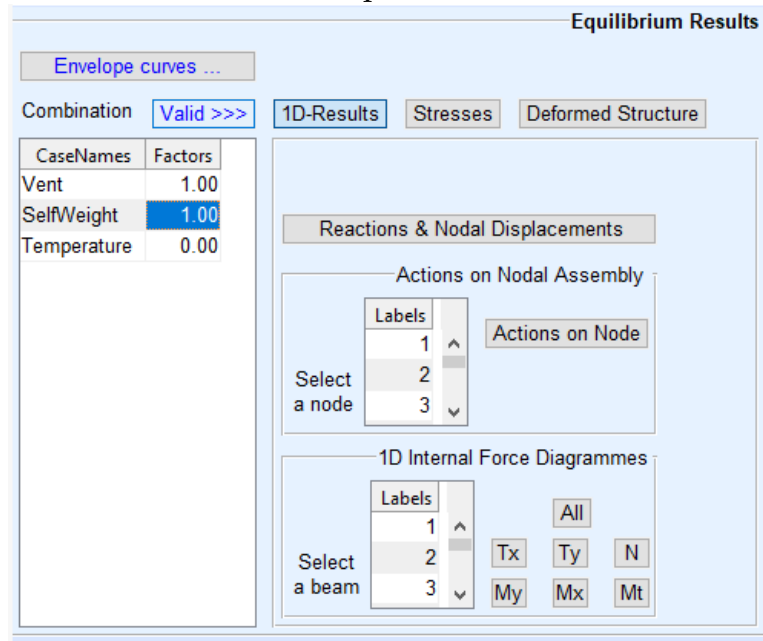 Equilibrium Results
Envelope curves ...
Combination Valid >>> 1D-Results Stresses Deformed Structure
CaseNames Factors
Vent 1.00
SelfWeight 1.00
Temperature 0.00
Reactions & Nodal Displacements
Actions on Nodal Assembly
Labels
1
2
3
Select
a node
Actions on Node
1D Internal Force Diagrammes
Labels
1
2
3
Select
a beam
All
Tx Ty N
My Mx Mt